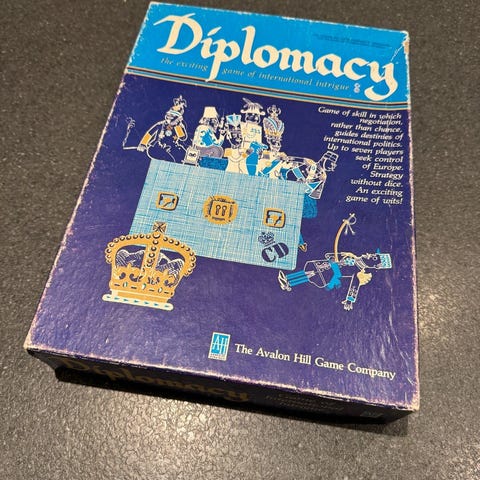 Diplomacy
the exciting game of international intrigue
Game of skill in which
negotiation,
rather than chance,
guides destinies of
international politics.
Up to seven players
seek control
of Europe.
Strategy
without dice.
An exciting
game of wits!
CD
AH
The Avalon Hill Game Company
Diplomacy